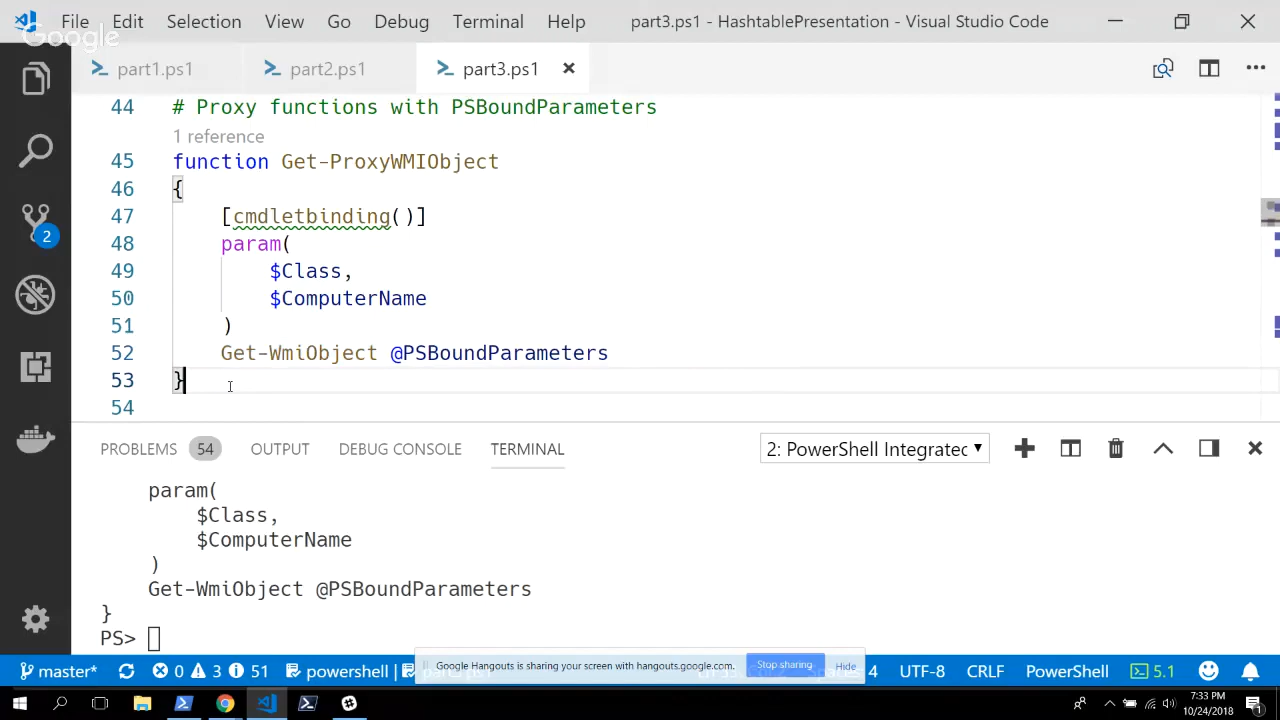 File Edit Selection View Go Debug Terminal Help part3.ps1 - HashtablePresentation - Visual Studio Code
Google
part1.ps1 part2.ps1 part3.ps1
44 # Proxy functions with PSBoundParameters
1 reference
45 function Get-ProxyWMIObject
46 {
47 [cmdletbinding()]
48 param(
49 $Class,
50 $ComputerName
51 )
52 Get-WmiObject @PSBoundParameters
53 }
54
2
PROBLEMS 54 OUTPUT DEBUG CONSOLE TERMINAL 2: PowerShell Integratec
param(
$Class,
$ComputerName
)
Get-WmiObject @PSBoundParameters
}
PS>
Google Hangouts is sharing your screen with hangouts.google.com. Stop sharing Hide
master* 0 3 51 powershell 4 UTF-8 CRLF PowerShell 5.1
7:33 PM
10/24/2018
1